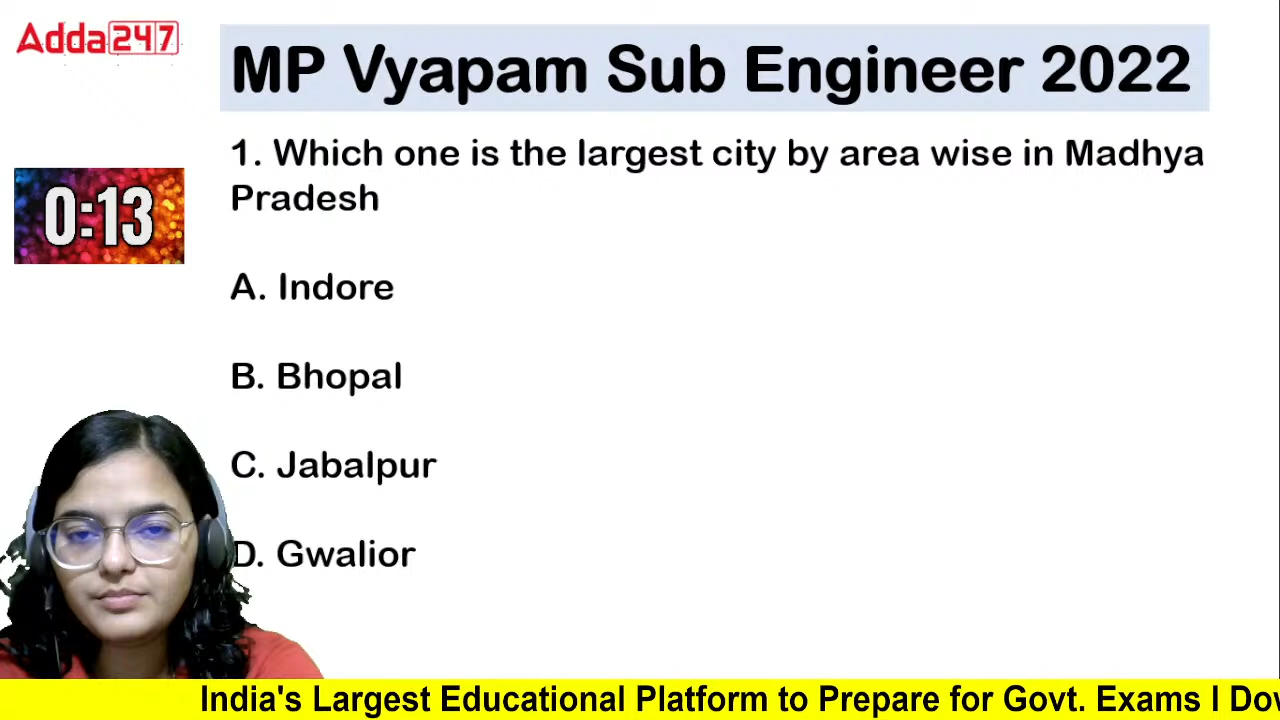 Adda247
MP Vyapam Sub Engineer 2022
1. Which one is the largest city by area wise in Madhya
Pradesh
0:13
A. Indore
B. Bhopal
C. Jabalpur
D. Gwalior
India's Largest Educational Platform to Prepare for Govt. Exams I Dov